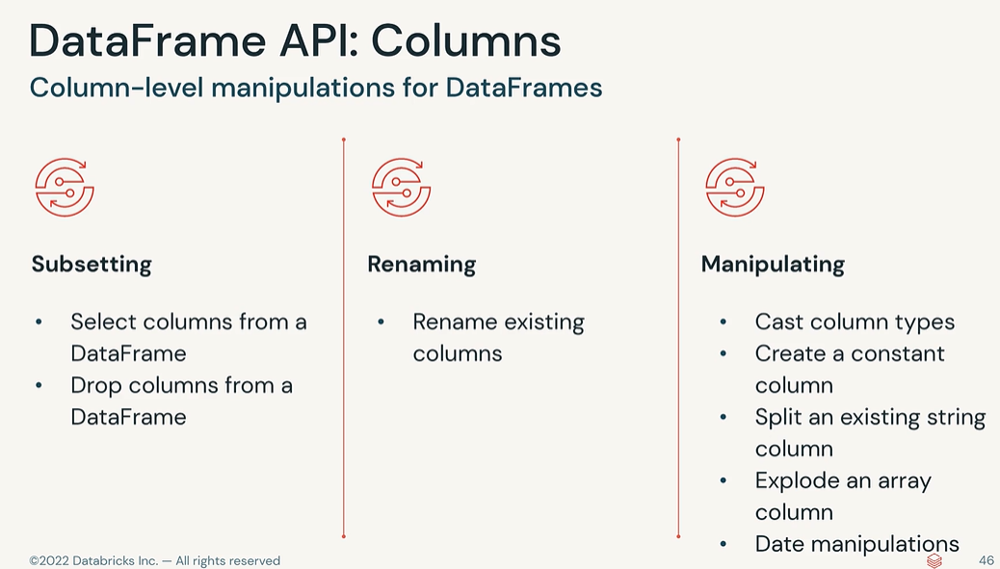 DataFrame API: Columns
Column-level manipulations for DataFrames
Subsetting
• Select columns from a
DataFrame
• Drop columns from a
DataFrame
Renaming
• Rename existing
columns
Manipulating
• Cast column types
• Create a constant
column
• Split an existing string
column
• Explode an array
column
• Date manipulations
©2022 Databricks Inc. — All rights reserved
46